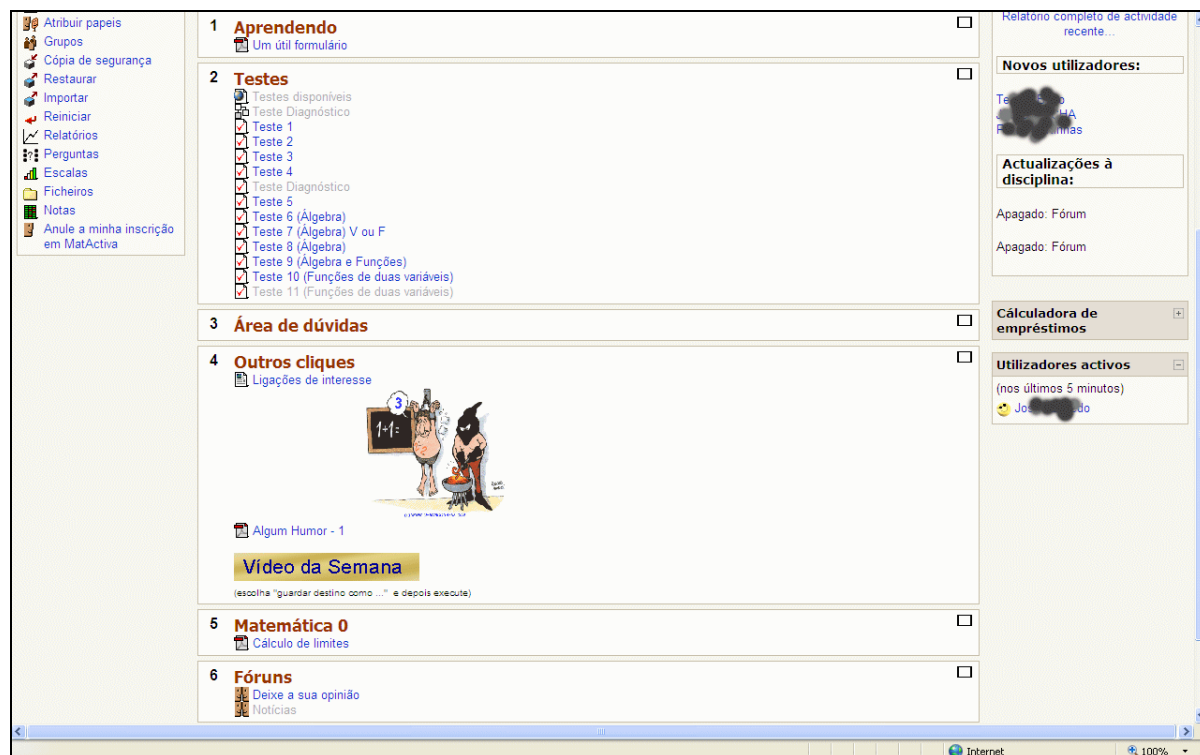 Atribuir papeis
Grupos
Cópia de segurança
Restaurar
Importar
Reiniciar
Relatórios
Perguntas
Escalas
Ficheiros
Notas
Anule a minha inscrição
em MatActiva
1 Aprendendo
Um útil formulário
2 Testes
Testes disponíveis
Teste Diagnóstico
Teste 1
Teste 2
Teste 3
Teste 4
Teste Diagnóstico
Teste 5
Teste 6 (Álgebra)
Teste 7 (Álgebra) V ou F
Teste 8 (Álgebra)
Teste 9 (Álgebra e Funções)
Teste 10 (Funções de duas variáveis)
Teste 11 (Funções de duas variáveis)
3 Área de dúvidas
4 Outros cliques
Ligações de interesse
3
1+1=
Algum Humor - 1
Vídeo da Semana
(escolha "guardar destino como ..." e depois execute)
5 Matemática 0
Cálculo de limites
6 Fóruns
Deixe a sua opinião
Notícias
Relatório completo de actividade
recente...
Novos utilizadores:
Actualizações à
disciplina:
Apagado: Fórum
Apagado: Fórum
Cálculadora de
empréstimos
Utilizadores activos
(nos últimos 5 minutos)
Internet
100%